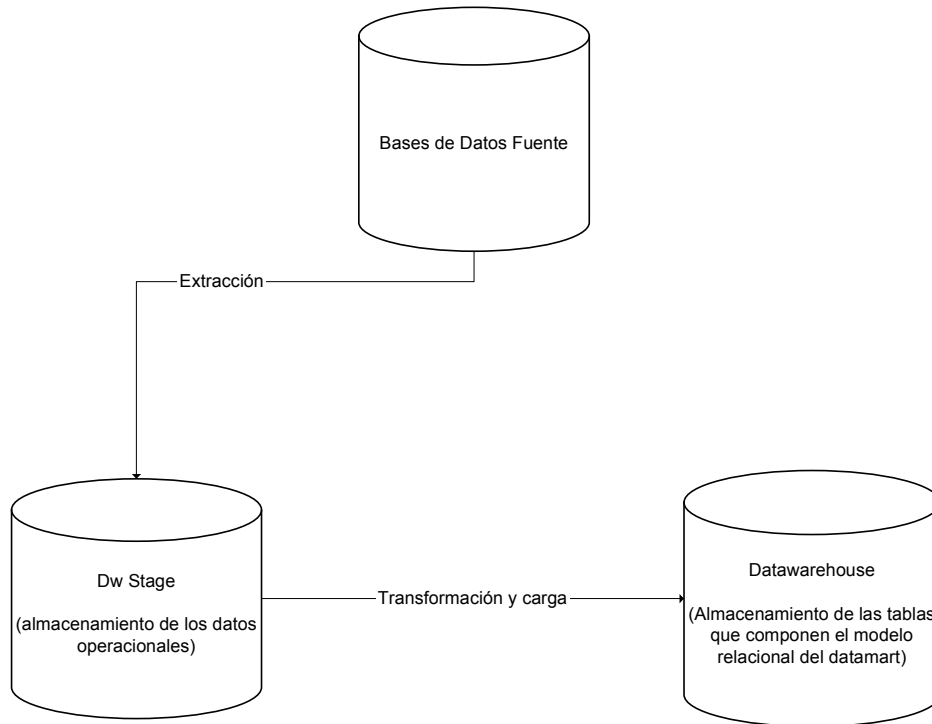 Bases de Datos Fuente
Extracción
Dw Stage
(almacenamiento de los datos
operacionales)
Transformación y carga
Datawarehouse
(Almacenamiento de las tablas
que componen el modelo
relacional del datamart)